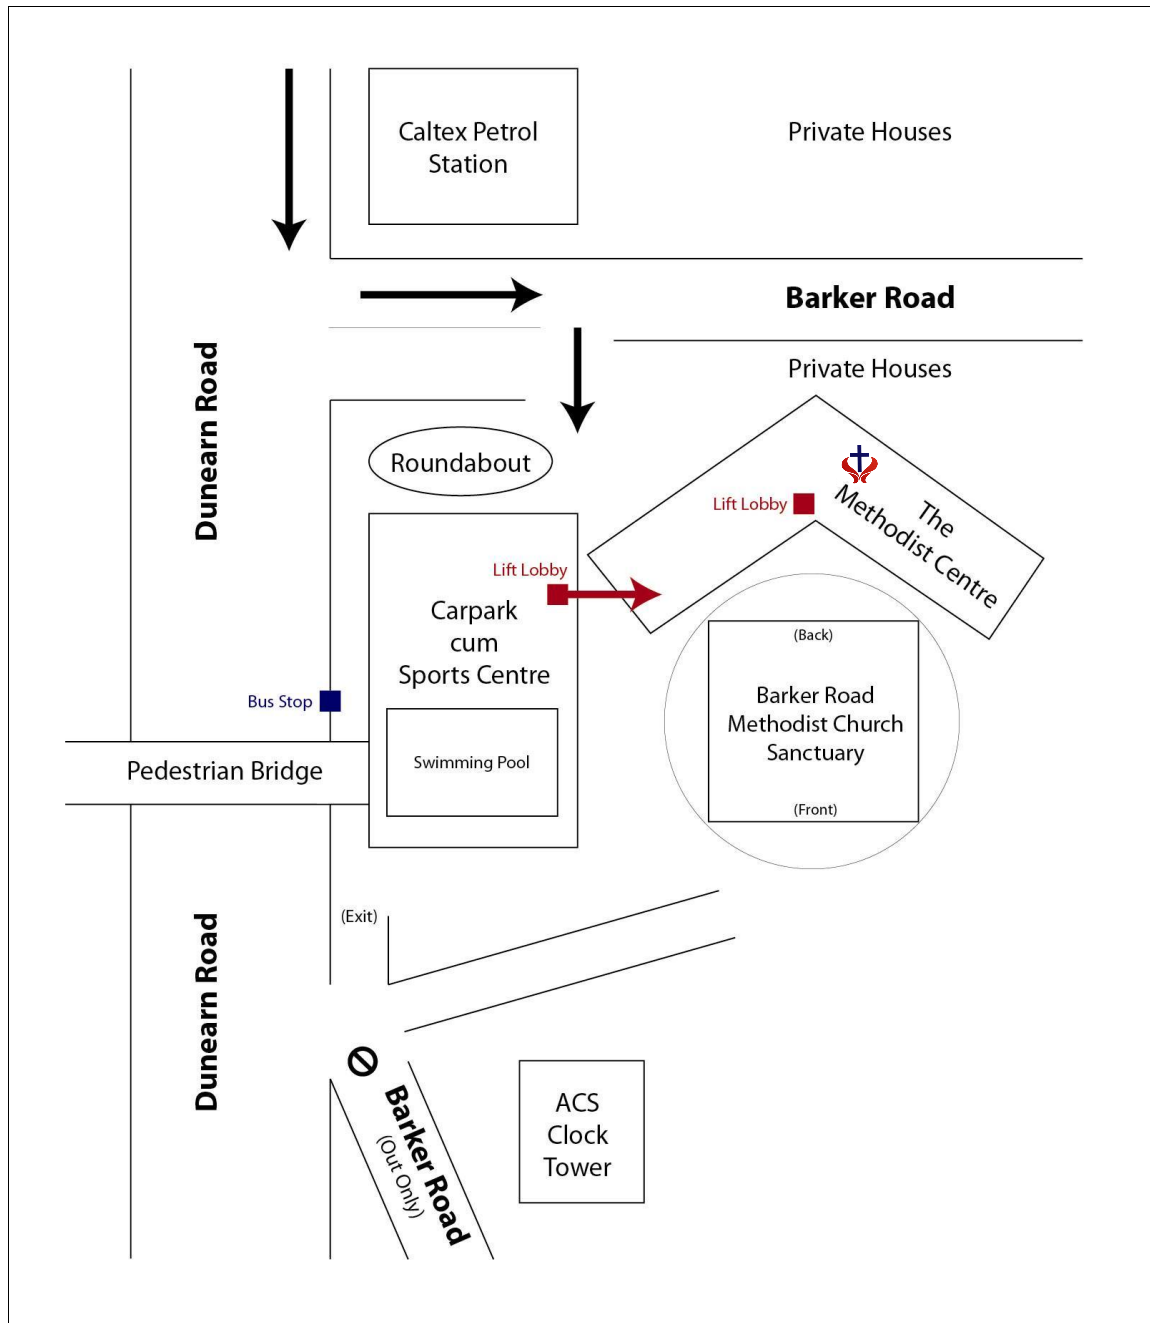 Caltex Petrol
Station
Private Houses
Barker Road
Private Houses
Dunearn Road
Roundabout
Lift Lobby
The
Methodist Centre
Lift Lobby
Carpark
cum
Sports Centre
(Back)
Barker Road
Methodist Church
Sanctuary
(Front)
Bus Stop
Pedestrian Bridge
Swimming Pool
(Exit)
Dunearn Road
Barker Road
(Out Only)
ACS
Clock
Tower